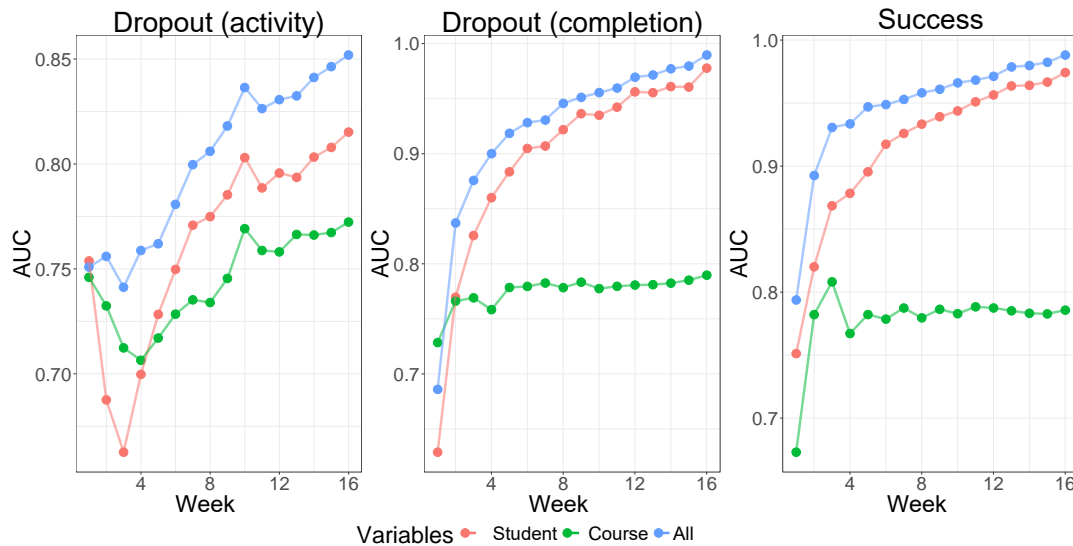 Dropout (activity)
Dropout (completion)
Success
AUC
0.85
0.80
0.75
0.70
4
8
12
16
Week
AUC
1.0
0.9
0.8
0.7
4
8
12
16
Week
AUC
1.0
0.9
0.8
0.7
4
8
12
16
Week
Variables Student Course All